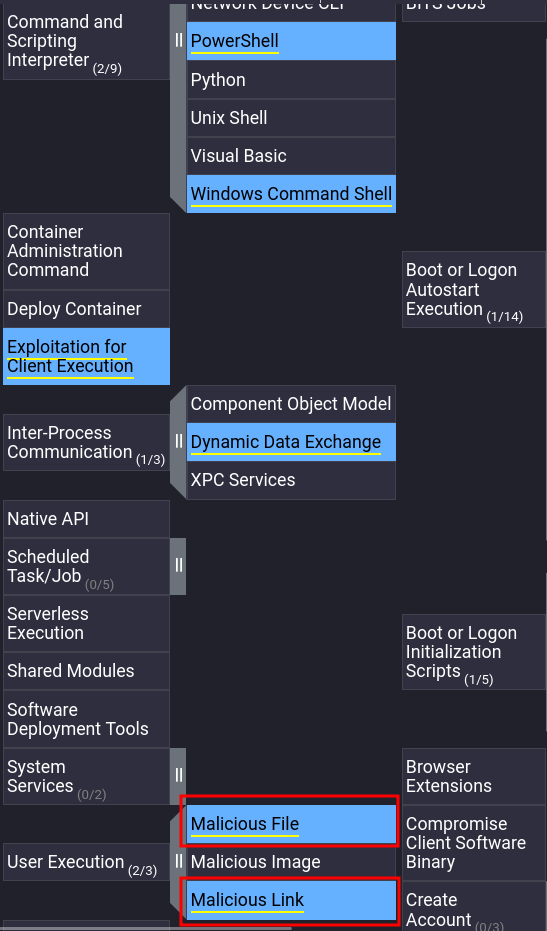 Network Device CLI
BITS Jobs
Command and
Scripting
Interpreter (2/9)
PowerShell
Python
Unix Shell
Visual Basic
Windows Command Shell
Container
Administration
Command
Deploy Container
Exploitation for
Client Execution
Boot or Logon
Autostart
Execution (1/14)
Inter-Process
Communication (1/3)
Component Object Model
Dynamic Data Exchange
XPC Services
Native API
Scheduled
Task/Job (0/5)
Serverless
Execution
Shared Modules
Software
Deployment Tools
System
Services (0/2)
Boot or Logon
Initialization
Scripts (1/5)
Browser
Extensions
User Execution (2/3)
Malicious File
Malicious Image
Malicious Link
Compromise
Client Software
Binary
Create
Account (0/3)